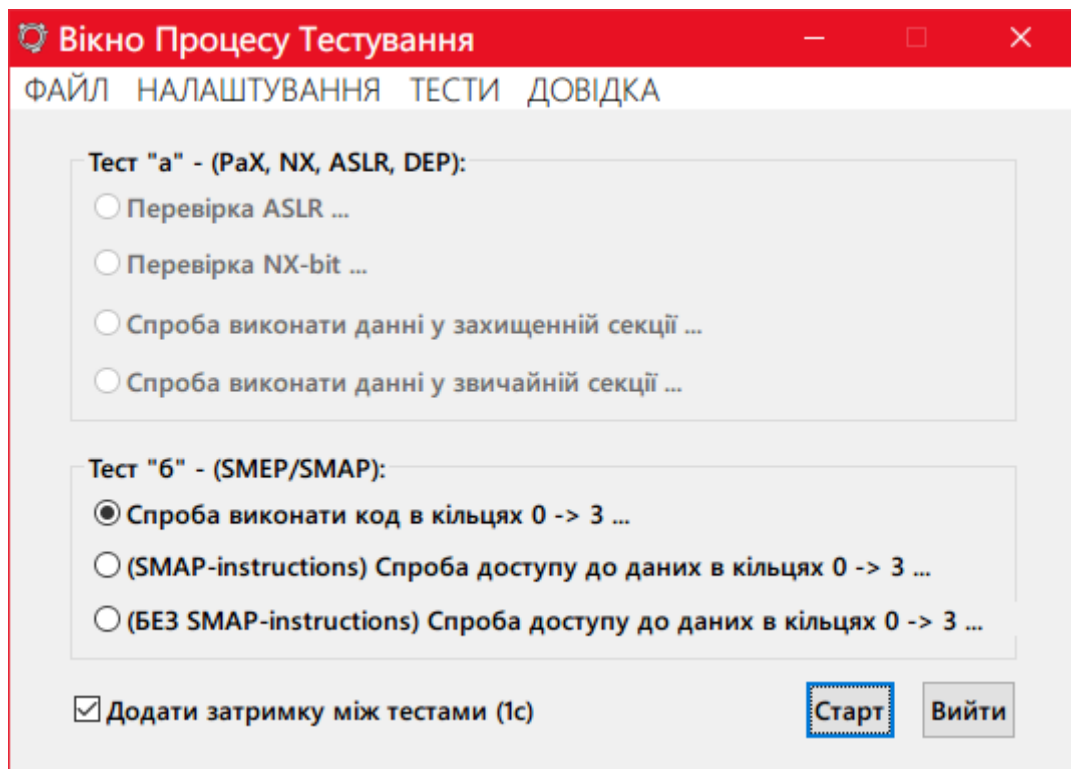 Вікно Процесу Тестування
ФАЙЛ НАЛАШТУВАННЯ ТЕСТИ ДОВІДКА
Тест "а" - (PaX, NX, ASLR, DEP):
Перевірка ASLR ...
Перевірка NX-bit ...
Спроба виконати данні у захищенній секції ...
Спроба виконати данні у звичайній секції ...
Тест "б" - (SMEP/SMAP):
Спроба виконати код в кільцях 0 -> 3 ...
(SMAP-instructions) Спроба доступу до даних в кільцях 0 -> 3 ...
(БЕЗ SMAP-instructions) Спроба доступу до даних в кільцях 0 -> 3 ...
Додати затримку між тестами (1с) Старт Вийти